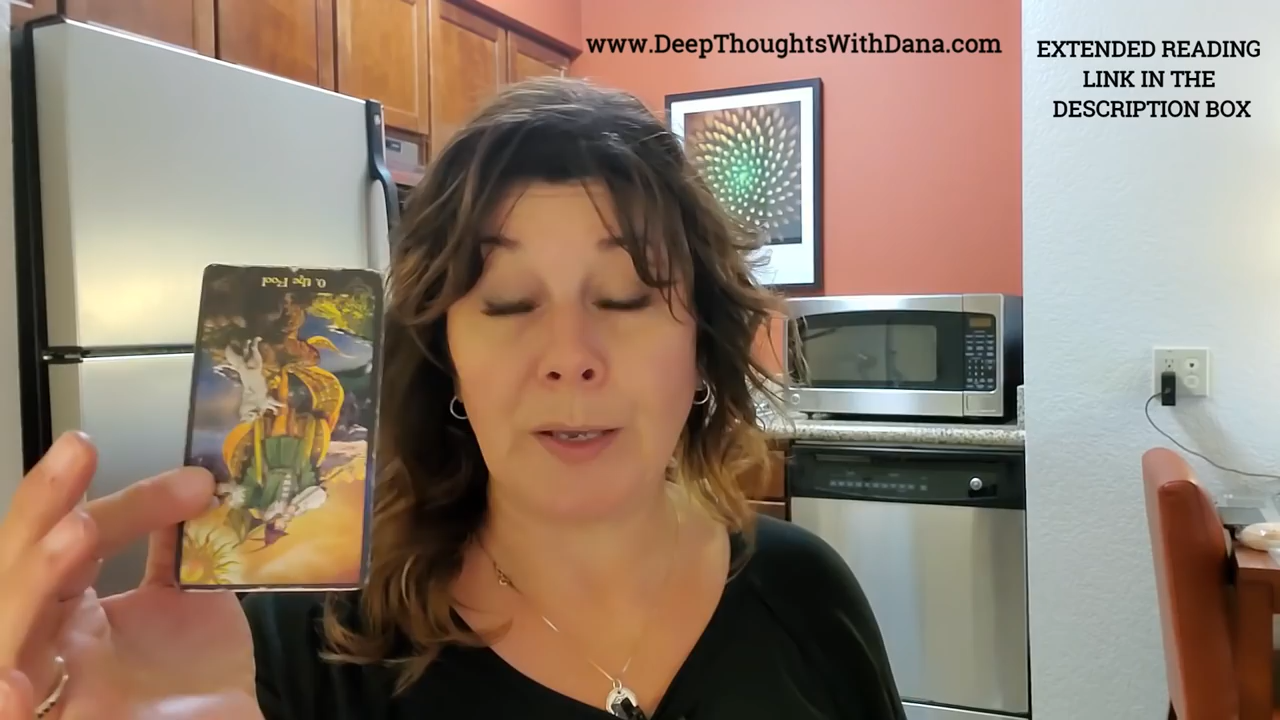 www.DeepThoughtsWithDana.com
EXTENDED READING
LINK IN THE
DESCRIPTION BOX
0. the Fool